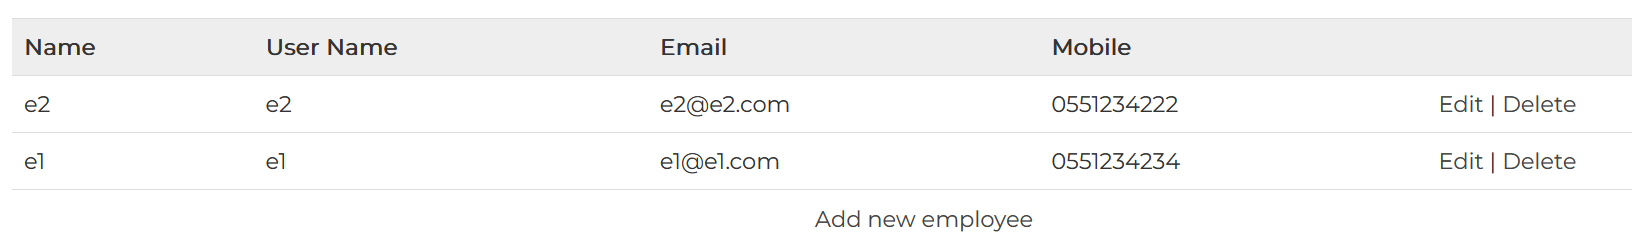 Name User Name Email Mobile
e2 e2 e2@e2.com 0551234222 Edit | Delete
e1 e1 e1@e1.com 0551234234 Edit | Delete
Add new employee